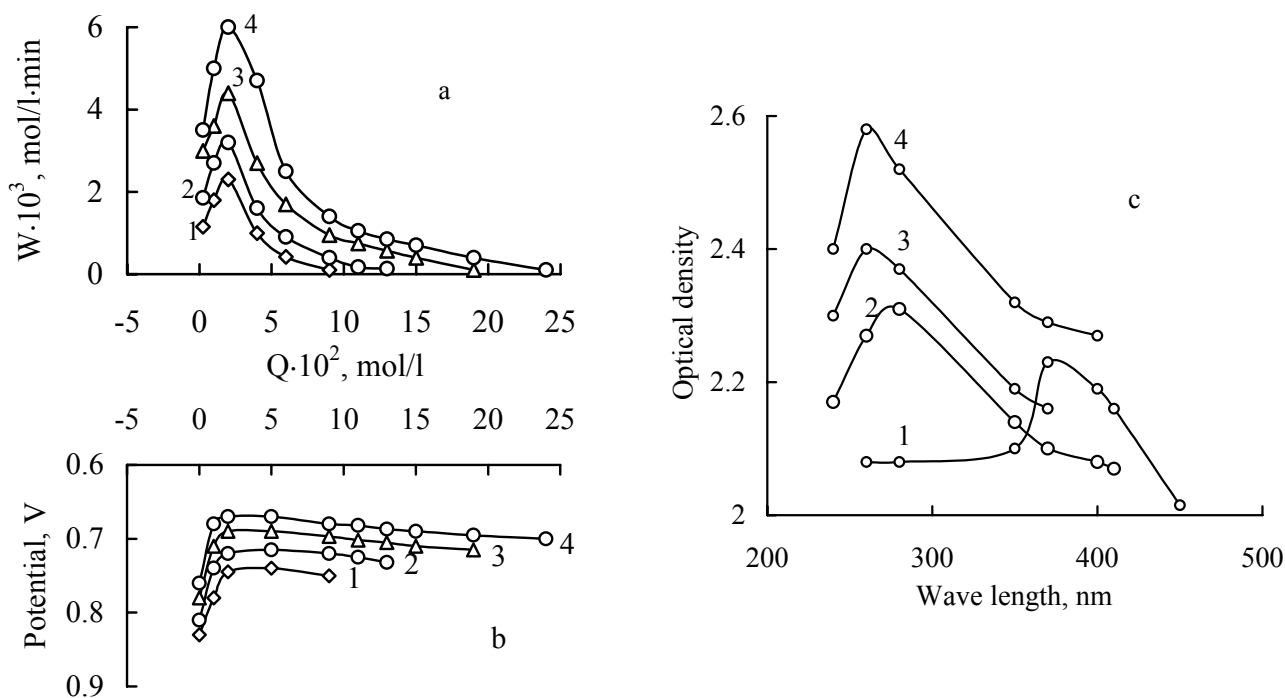 6
4
2
0
W·10³, mol/l·min
4
3
2
1
a
-5 0 5 10 15 20 25
Q·10², mol/l
-5 0 5 10 15 20 25
0.6
0.7
0.8
0.9
Potential, V
1
2
3
4
b
2.6
2.4
2.2
2
Optical density
4
3
2
1
c
200 300 400 500
Wave length, nm